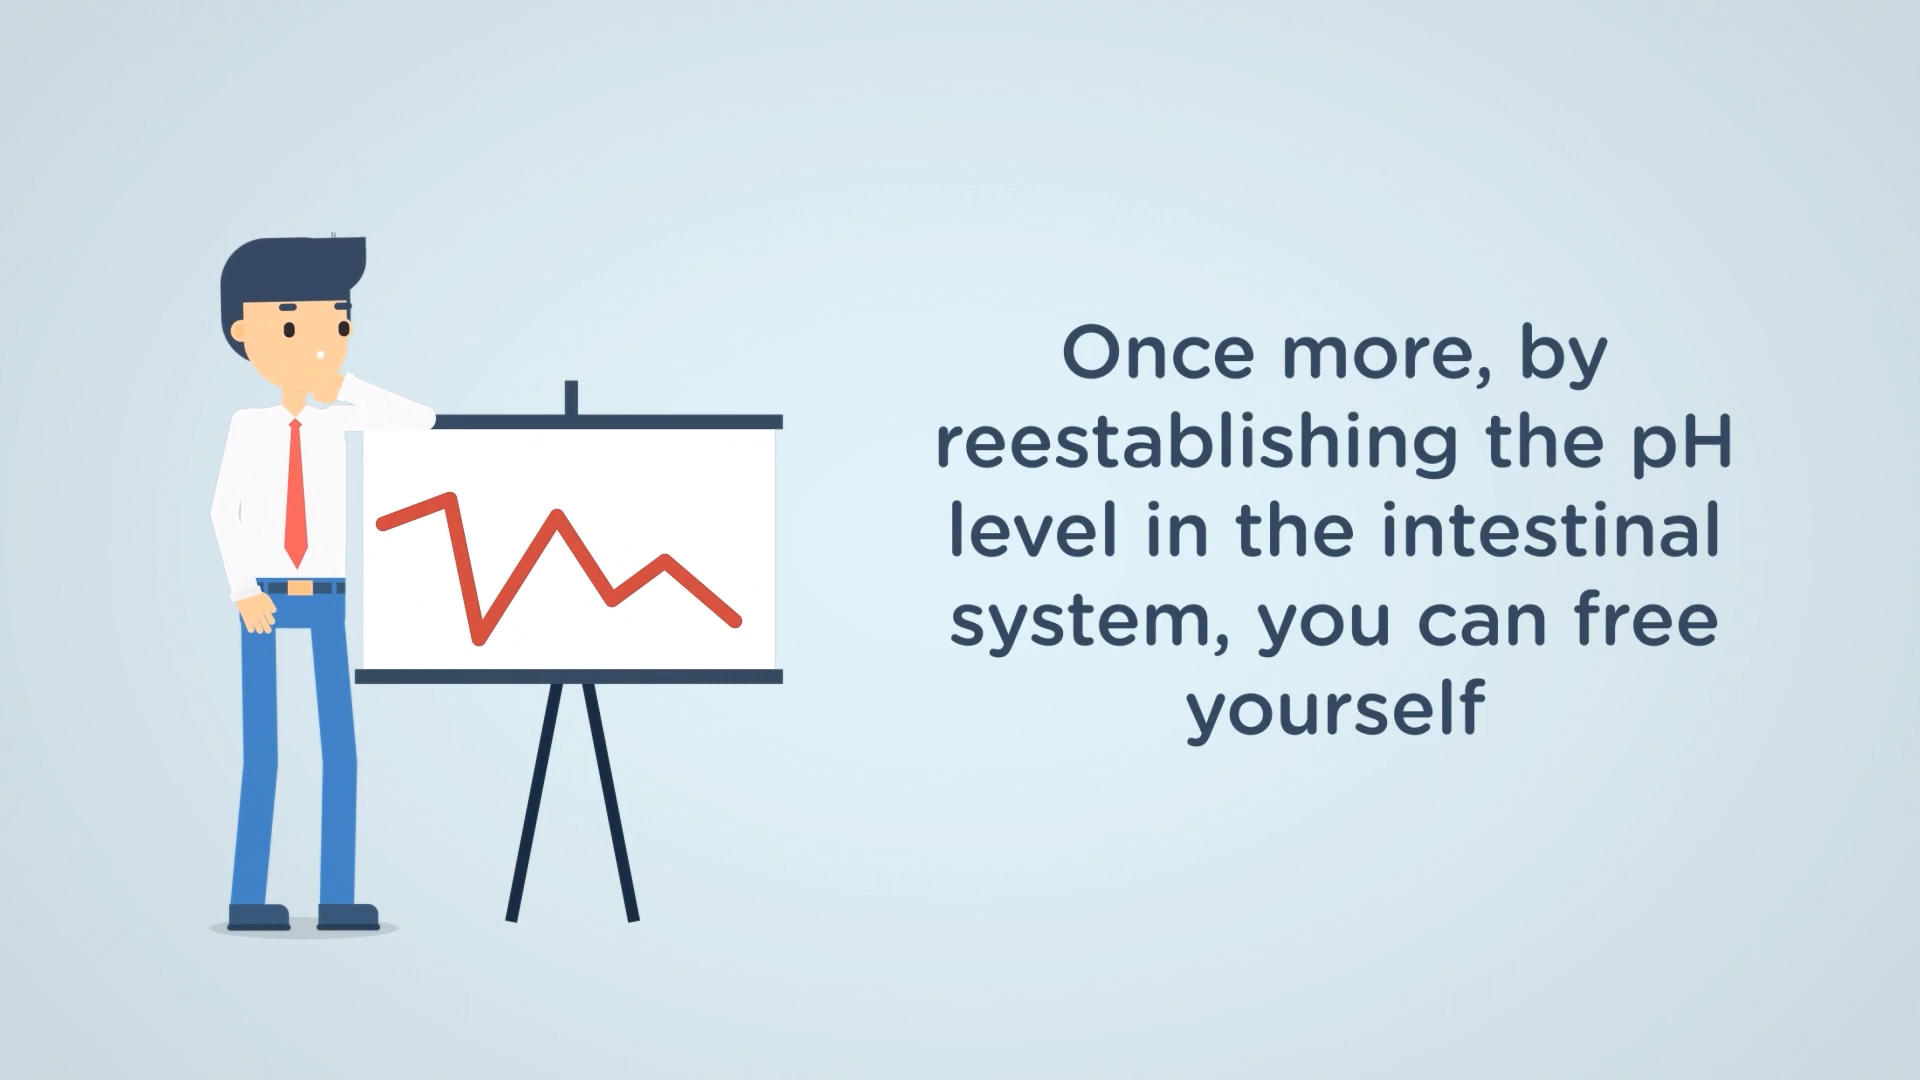 Once more, by
reestablishing the pH
level in the intestinal
system, you can free
yourself